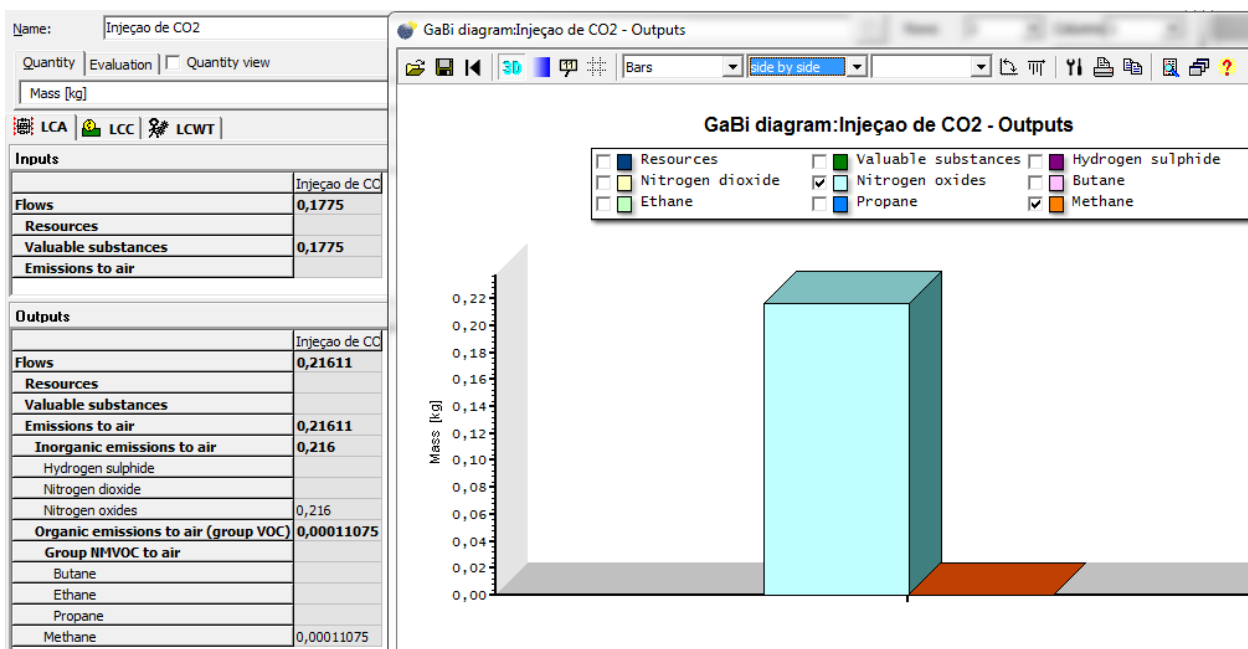 Name: Injeçao de CO2
Quantity Evaluation Quantity view
Mass [kg]
LCA LCC LCWT
Inputs
Injeçao de CO
Flows 0,1775
Resources
Valuable substances 0,1775
Emissions to air
Outputs
Injeçao de CO
Flows 0,21611
Resources
Valuable substances
Emissions to air 0,21611
Inorganic emissions to air 0,216
Hydrogen sulphide
Nitrogen dioxide
Nitrogen oxides 0,216
Organic emissions to air (group VOC) 0,00011075
Group NMVOC to air
Butane
Ethane
Propane
Methane 0,00011075
GaBi diagram:Injeçao de CO2 - Outputs
3D Bars side by side
GaBi diagram:Injeçao de CO2 - Outputs
Resources Valuable substances Hydrogen sulphide
Nitrogen dioxide Nitrogen oxides Butane
Ethane Propane Methane
Mass [kg]
0,22
0,20
0,18
0,16
0,14
0,12
0,10
0,08
0,06
0,04
0,02
0,00